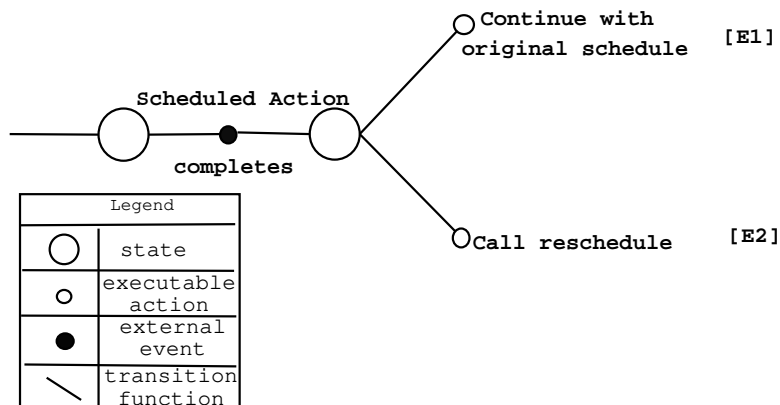 Continue with
original schedule
[E1]
Scheduled Action
completes
Call reschedule
[E2]
Legend
state
executable
action
external
event
transition
function